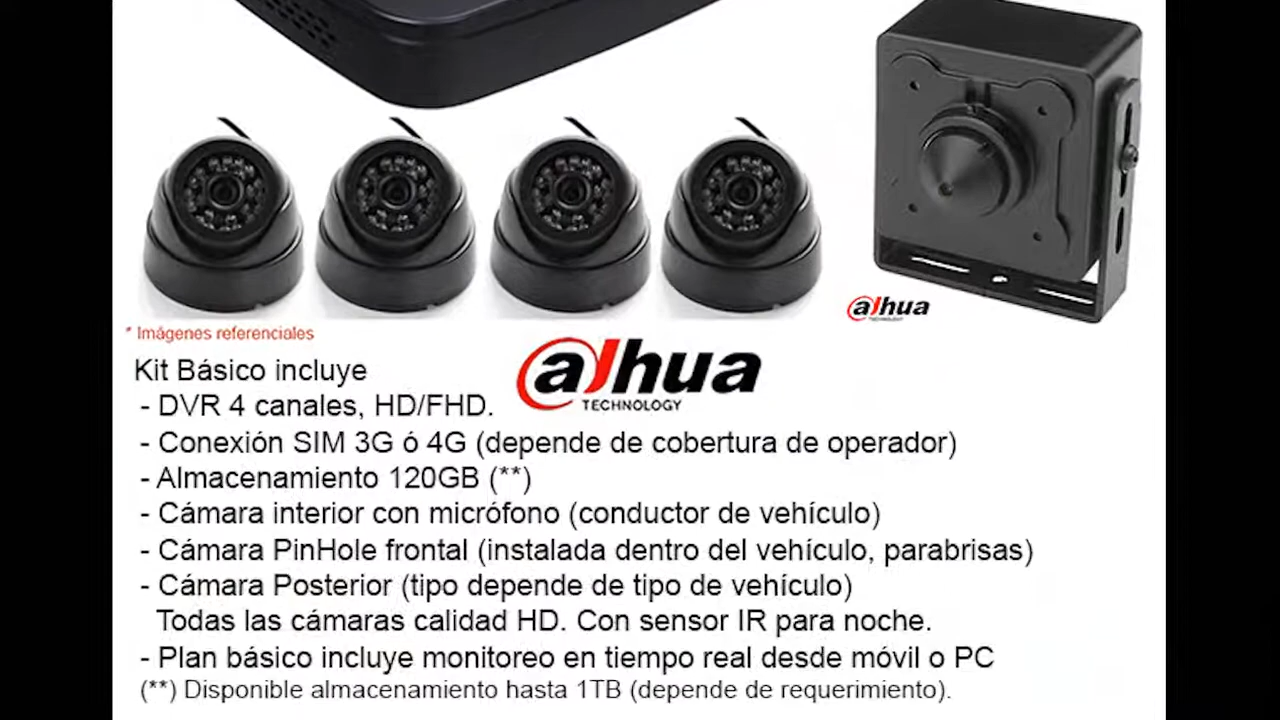 alhua
TECHNOLOGY
* Imágenes referenciales
alhua
TECHNOLOGY
Kit Básico incluye
- DVR 4 canales, HD/FHD.
- Conexión SIM 3G ó 4G (depende de cobertura de operador)
- Almacenamiento 120GB (**)
- Cámara interior con micrófono (conductor de vehículo)
- Cámara PinHole frontal (instalada dentro del vehículo, parabrisas)
- Cámara Posterior (tipo depende de tipo de vehículo)
Todas las cámaras calidad HD. Con sensor IR para noche.
- Plan básico incluye monitoreo en tiempo real desde móvil o PC
(**) Disponible almacenamiento hasta 1TB (depende de requerimiento).